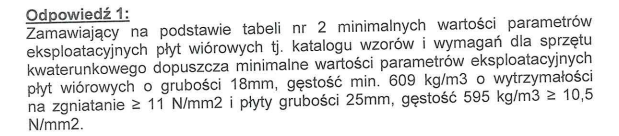 Odpowiedź 1:
Zamawiający na podstawie tabeli nr 2 minimalnych wartości parametrów
eksploatacyjnych płyt wiórowych tj. katalogu wzorów i wymagań dla sprzętu
kwaterunkowego dopuszcza minimalne wartości parametrów eksploatacyjnych
płyt wiórowych o grubości 18mm, gęstość min. 609 kg/m3 o wytrzymałości
na zgniatanie ≥ 11 N/mm2 i płyty grubości 25mm, gęstość 595 kg/m3 ≥ 10,5
N/mm2.